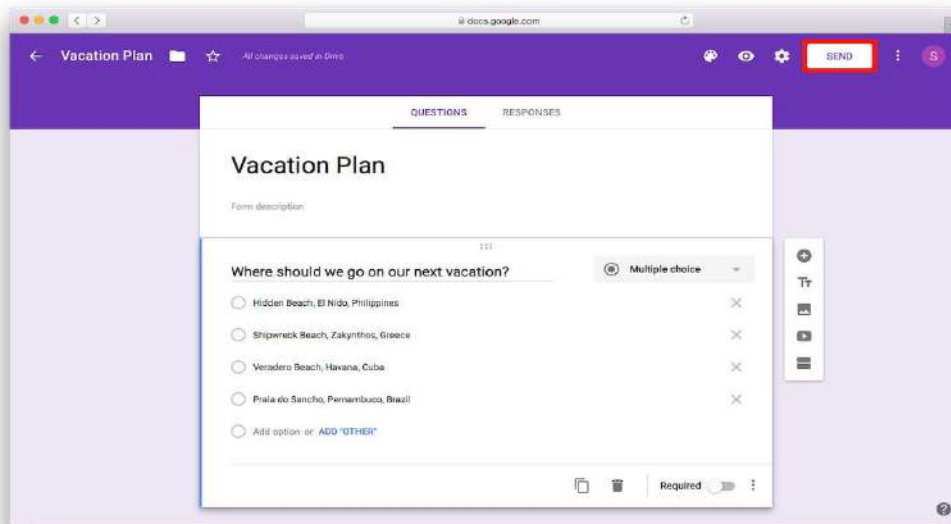 docs.google.com
Vacation Plan
All changes saved in Drive
SEND
S
QUESTIONS RESPONSES
Vacation Plan
Form description
Where should we go on our next vacation?
Multiple choice
Hidden Beach, El Nido, Philippines
Shipwreck Beach, Zakynthos, Greece
Veradero Beach, Havana, Cuba
Praia do Sancho, Pernambuco, Brazil
Add option or ADD "OTHER"
Required